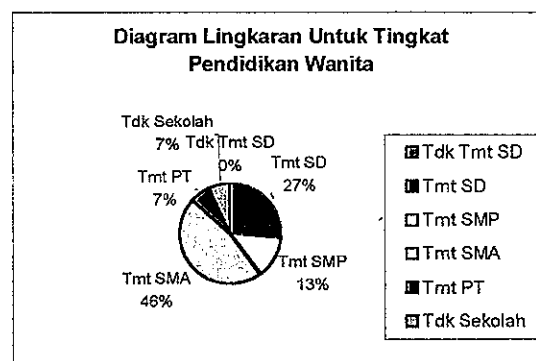 Diagram Lingkaran Untuk Tingkat
Pendidikan Wanita
Tdk Sekolah
7%
Tdk Tmt SD
0%
Tmt SD
27%
Tmt PT
7%
Tmt SMP
13%
Tmt SMA
46%
Tdk Tmt SD
Tmt SD
Tmt SMP
Tmt SMA
Tmt PT
Tdk Sekolah